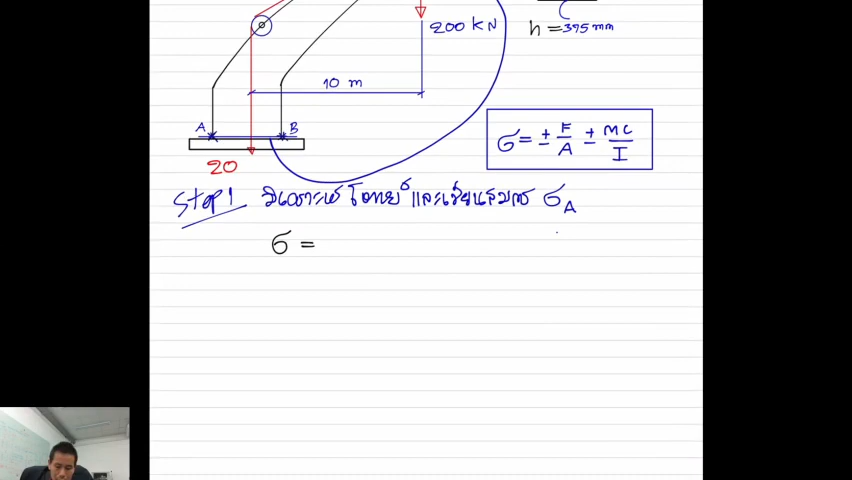 200 kN
h = 395 mm
10 m
A
B
σ = ± F/A ± MC/I
20
Step 1 วิเคราะห์โจทย์และเขียนสมการ σA
σ =